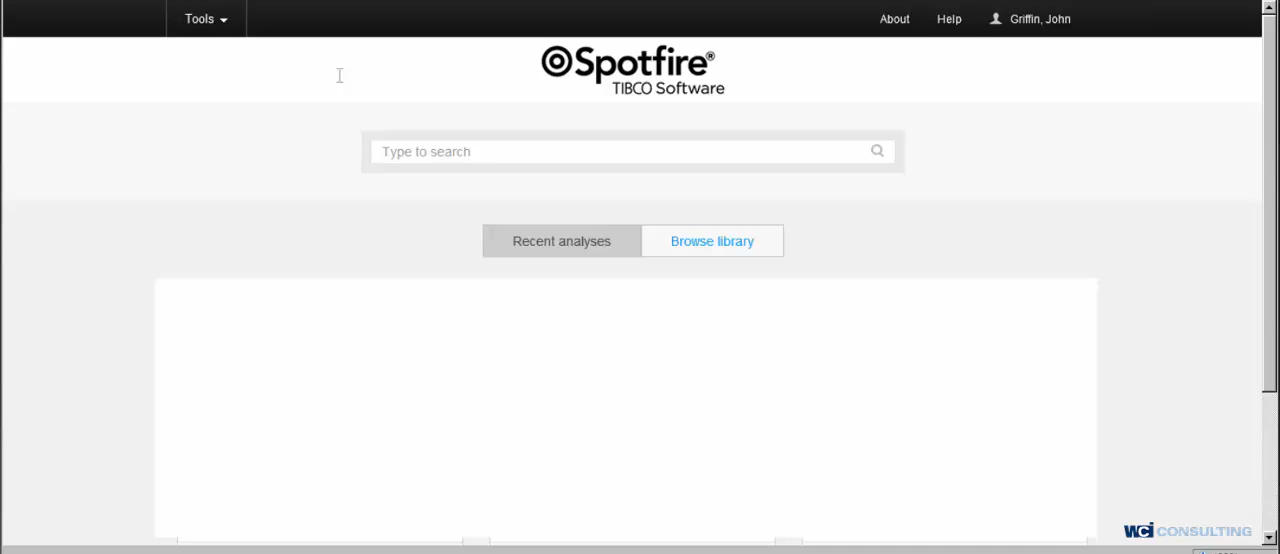 Tools
About
Help
Griffin, John
Spotfire®
TIBCO Software
Type to search
Recent analyses
Browse library
WCI CONSULTING